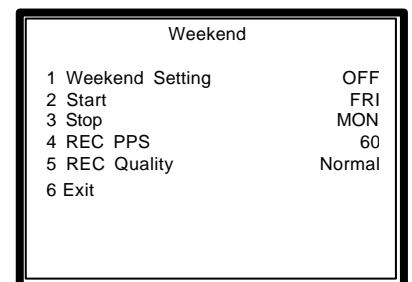 Weekend
1 Weekend Setting OFF
2 Start FRI
3 Stop MON
4 REC PPS 60
5 REC Quality Normal
6 Exit